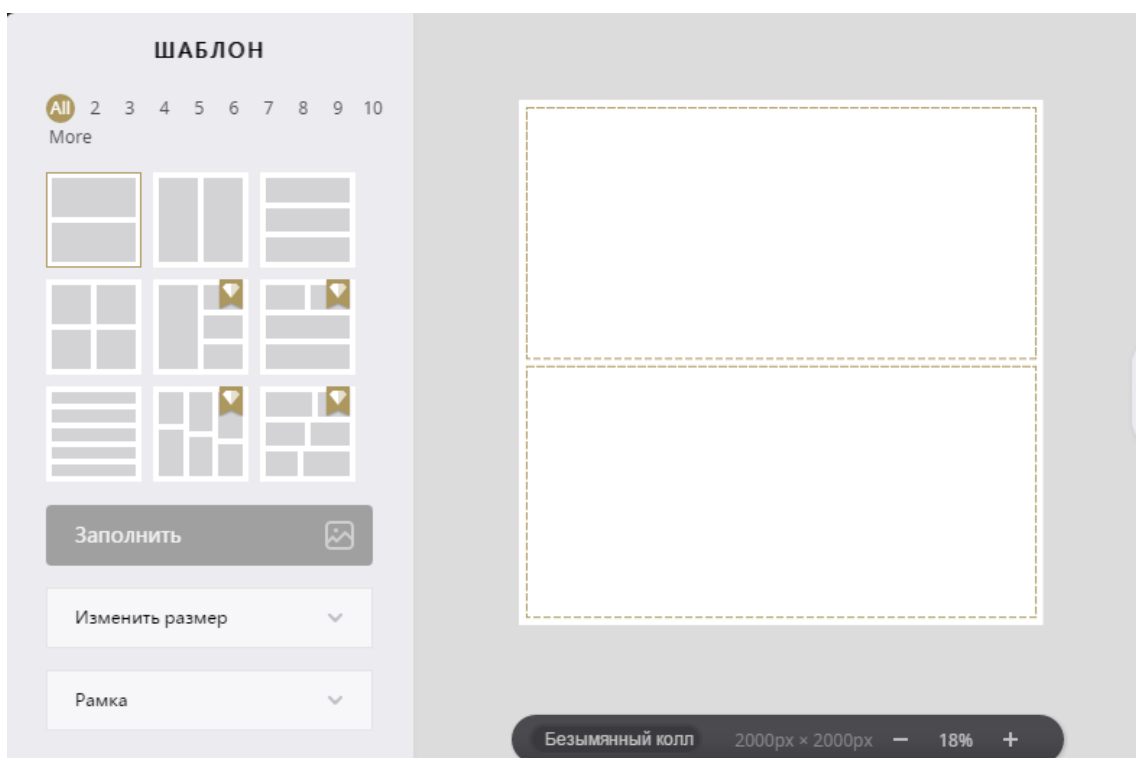 ШАБЛОН
All 2 3 4 5 6 7 8 9 10
More
Заполнить
Изменить размер
Рамка
Безымянный колл 2000px × 2000px − 18% +